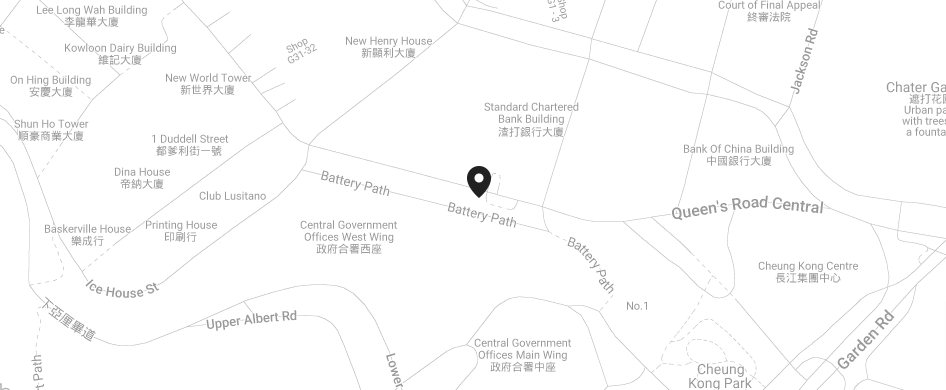 Lee Long Wah Building
李龍華大廈
Kowloon Dairy Building
維記大廈
On Hing Building
安慶大廈
New World Tower
新世界大廈
Shop
G31-32
New Henry House
新顯利大廈
Shop
G31 - 3
Court of Final Appeal
終審法院
Jackson Rd
Chater Ga
遮打花園
Urban pa
with trees
a founta
Shun Ho Tower
順豪商業大廈
1 Duddell Street
都爹利街一號
Standard Chartered
Bank Building
渣打銀行大廈
Bank Of China Building
中國銀行大廈
Dina House
帝納大廈
Club Lusitano
Battery Path
Battery Path
Battery Path
Queen's Road Central
Baskerville House
樂成行
Printing House
印刷行
Central Government
Offices West Wing
政府合署西座
Ice House St
下亞厘畢道
Upper Albert Rd
Lower
t Path
No.1
Cheung Kong Centre
長江集團中心
Central Government
Offices Main Wing
政府合署中座
Cheung
Kong Park
Garden Rd